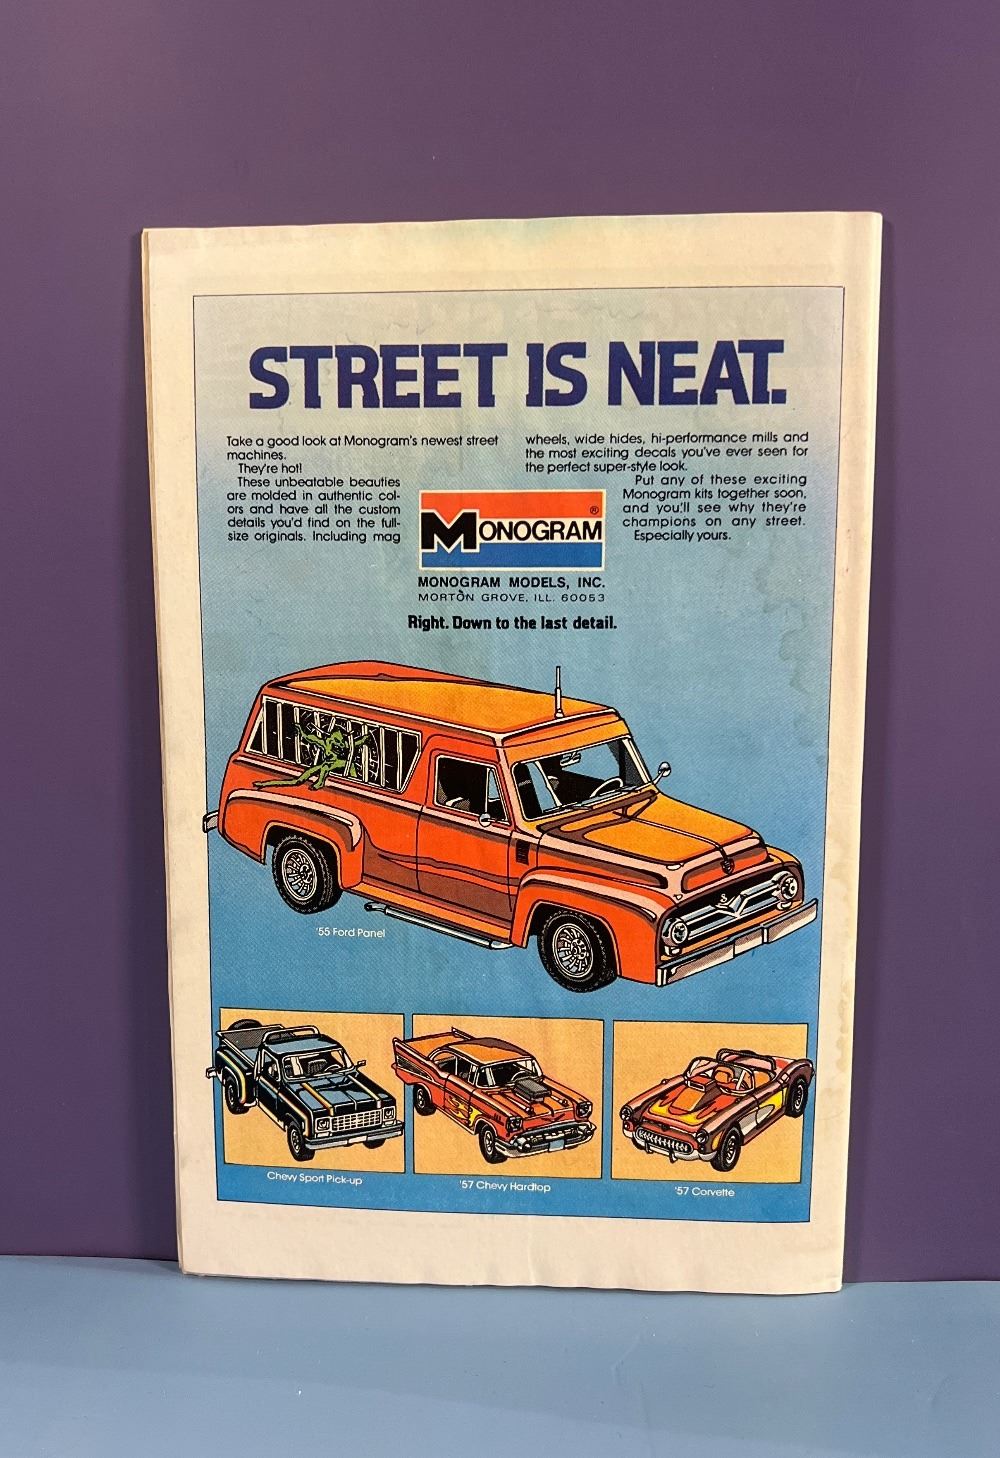 STREET IS NEAT.
Take a good look at Monogram's newest street
machines.
They're hot!
These unbeatable beauties
are molded in authentic col-
ors and have all the custom
details you'd find on the full-
size originals. Including mag
wheels, wide hides, hi-performance mills and
the most exciting decals you've ever seen for
the perfect super-style look.
Put any of these exciting
Monogram kits together soon,
and you'll see why they're
champions on any street.
Especially yours.
MONOGRAM ®
MONOGRAM MODELS, INC.
MORTON GROVE, ILL. 60053
Right. Down to the last detail.
'55 Ford Panel
Chevy Sport Pick-up
'57 Chevy Hardtop
'57 Corvette